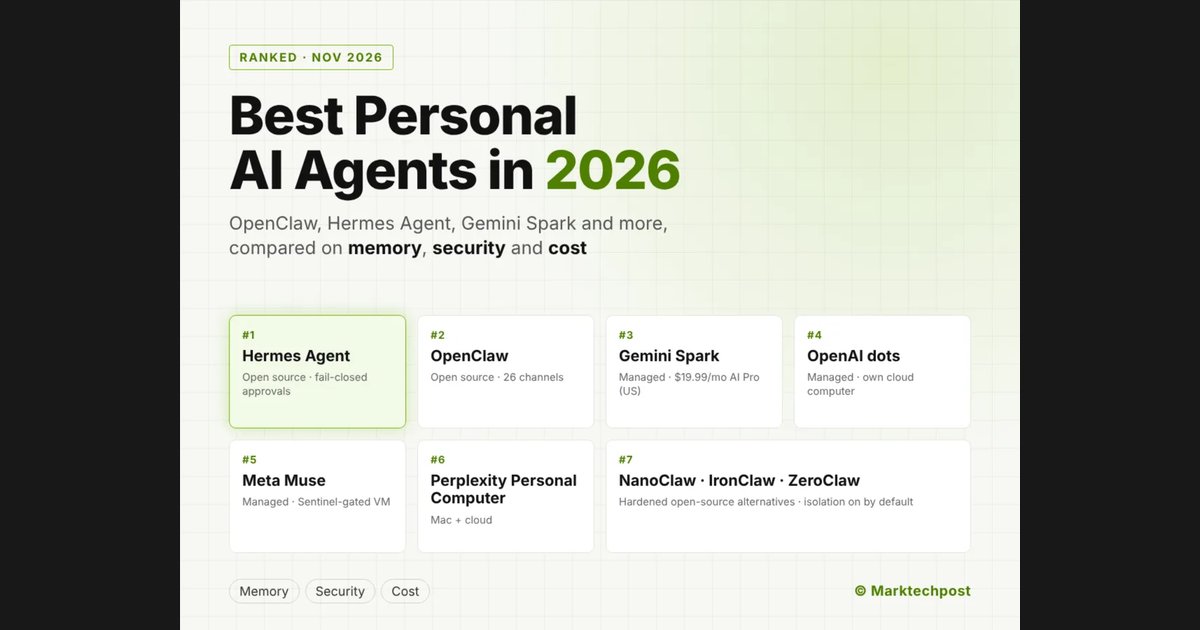 RANKED · NOV 2026
Best Personal
AI Agents in 2026
OpenClaw, Hermes Agent, Gemini Spark and more,
compared on memory, security and cost
#1
Hermes Agent
Open source · fail-closed
approvals
#2
OpenClaw
Open source · 26 channels
#3
Gemini Spark
Managed · $19.99/mo AI Pro
(US)
#4
OpenAI dots
Managed · own cloud
computer
#5
Meta Muse
Managed · Sentinel-gated VM
#6
Perplexity Personal
Computer
Mac + cloud
#7
NanoClaw · IronClaw · ZeroClaw
Hardened open-source alternatives · isolation on by default
Memory
Security
Cost
© Marktechpost